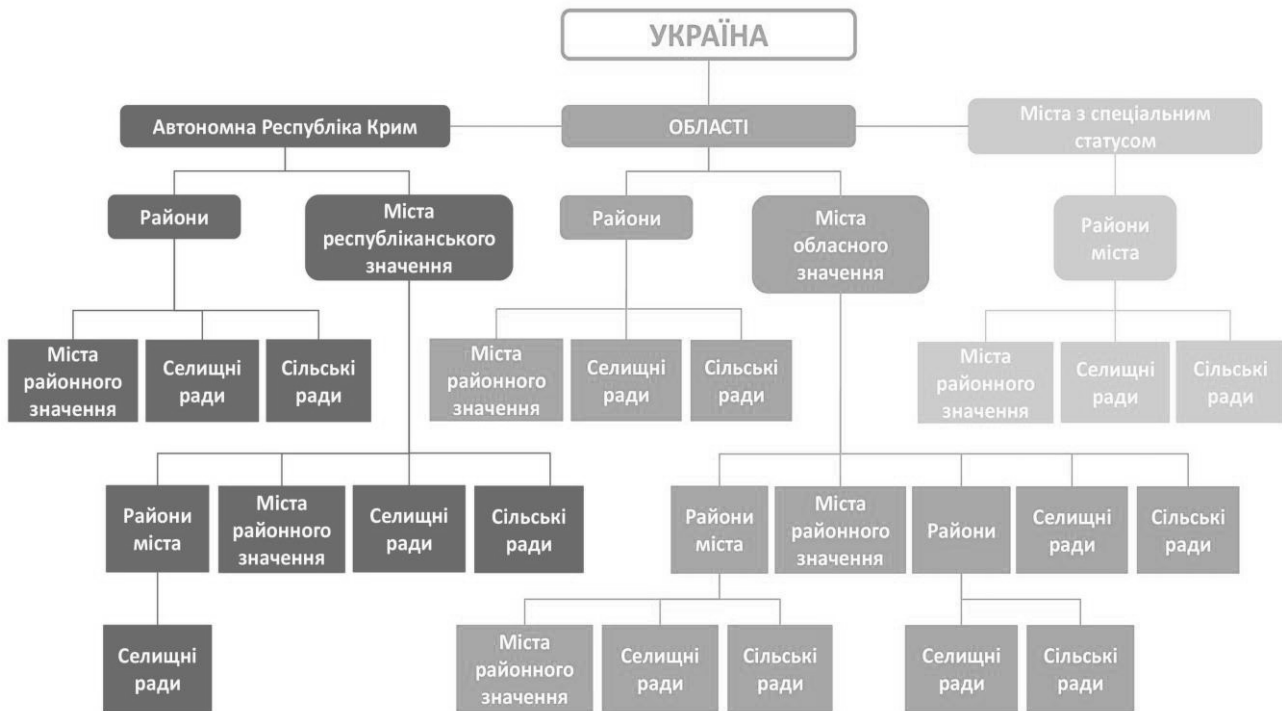 УКРАЇНА
Автономна Республіка Крим
ОБЛАСТІ
Міста з спеціальним
статусом
Райони
Міста
республіканського
значення
Райони
Міста
обласного
значення
Райони
міста
Міста
районного
значення
Селищні
ради
Сільські
ради
Міста
районного
значення
Селищні
ради
Сільські
ради
Міста
районного
значення
Селищні
ради
Сільські
ради
Райони
міста
Міста
районного
значення
Селищні
ради
Сільські
ради
Райони
міста
Міста
районного
значення
Райони
Селищні
ради
Сільські
ради
Селищні
ради
Міста
районного
значення
Селищні
ради
Сільські
ради
Селищні
ради
Сільські
ради